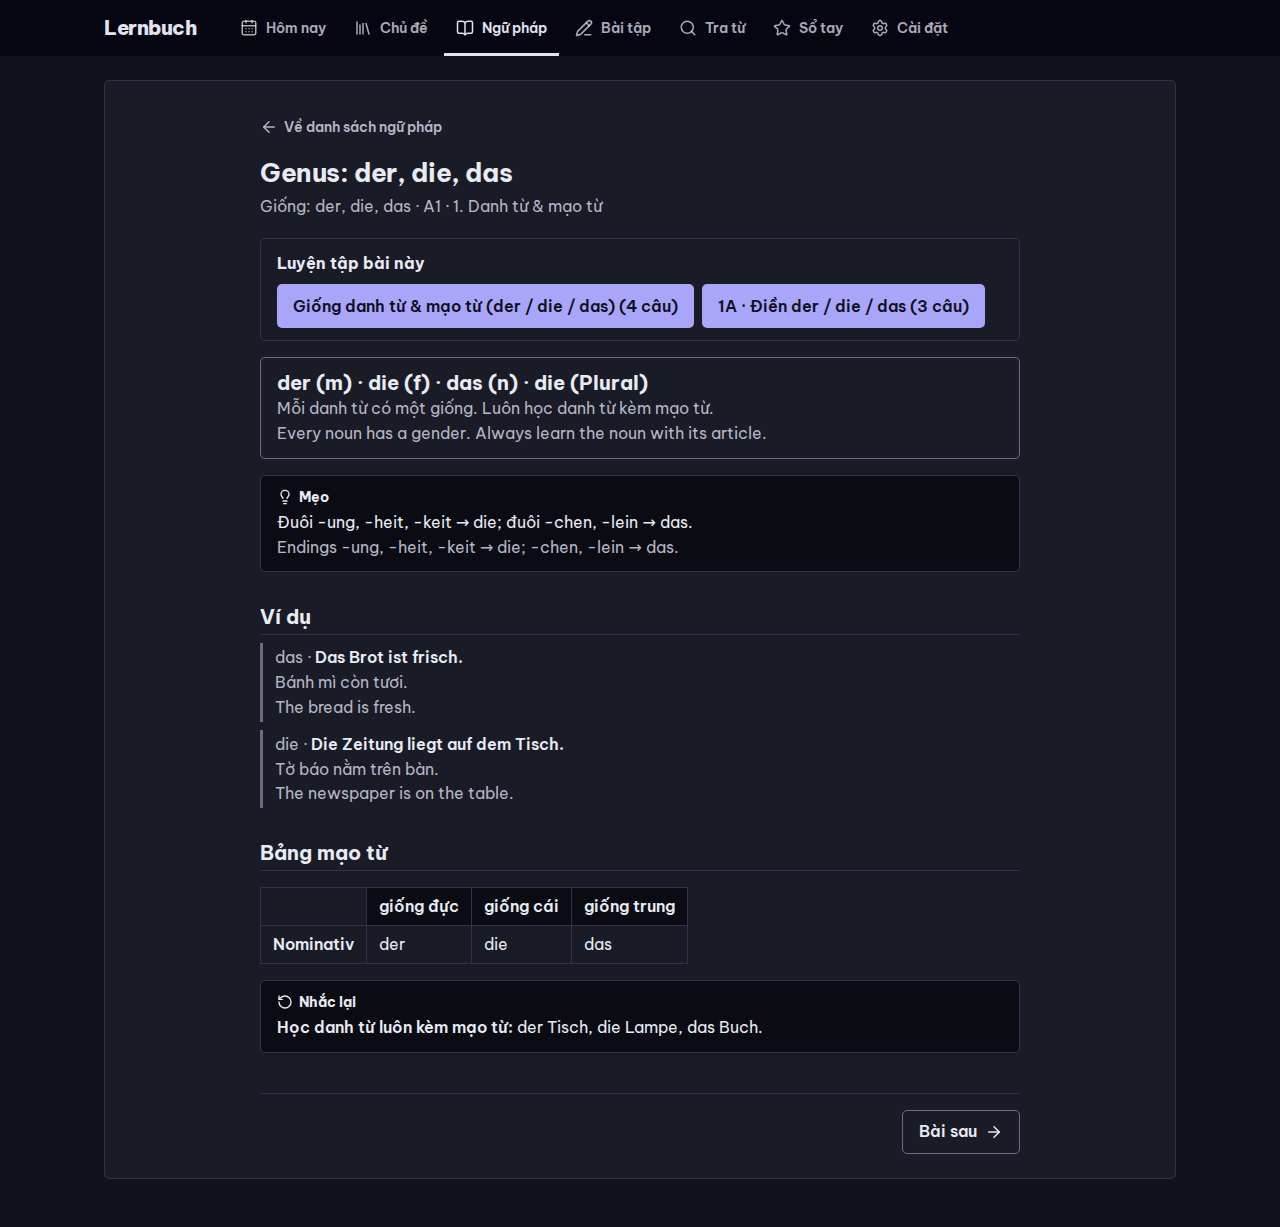 Lernbuch
Hôm nay
Chủ đề
Ngữ pháp
Bài tập
Tra từ
Sổ tay
Cài đặt
Về danh sách ngữ pháp
Genus: der, die, das
Giống: der, die, das · A1 · 1. Danh từ & mạo từ
Luyện tập bài này
Giống danh từ & mạo từ (der / die / das) (4 câu)
1A · Điền der / die / das (3 câu)
der (m) · die (f) · das (n) · die (Plural)
Mỗi danh từ có một giống. Luôn học danh từ kèm mạo từ.
Every noun has a gender. Always learn the noun with its article.
Mẹo
Đuôi -ung, -heit, -keit → die; đuôi -chen, -lein → das.
Endings -ung, -heit, -keit → die; -chen, -lein → das.
Ví dụ
das · Das Brot ist frisch.
Bánh mì còn tươi.
The bread is fresh.
die · Die Zeitung liegt auf dem Tisch.
Tờ báo nằm trên bàn.
The newspaper is on the table.
Bảng mạo từ
giống đực giống cái giống trung
Nominativ der die das
Nhắc lại
Học danh từ luôn kèm mạo từ: der Tisch, die Lampe, das Buch.
Bài sau